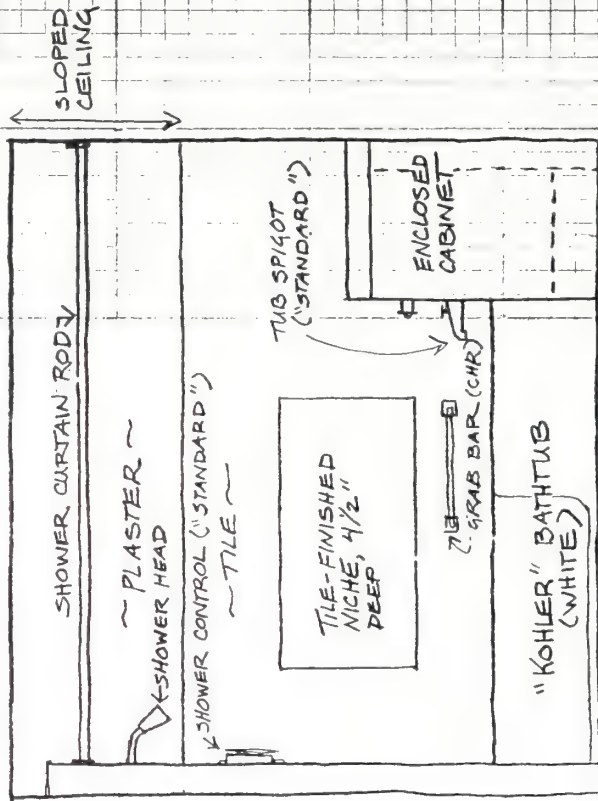 SLOPED
CEILING
SHOWER CURTAIN ROD
~ PLASTER ~
SHOWER HEAD
SHOWER CONTROL ("STANDARD")
~ TILE ~
TUB SPIGOT
("STANDARD")
ENCLOSED
CABINET
TILE-FINISHED
NICHE, 4/2"
DEEP
GRAB BAR (CHR)
"KOHLER" BATHTUB
(WHITE)